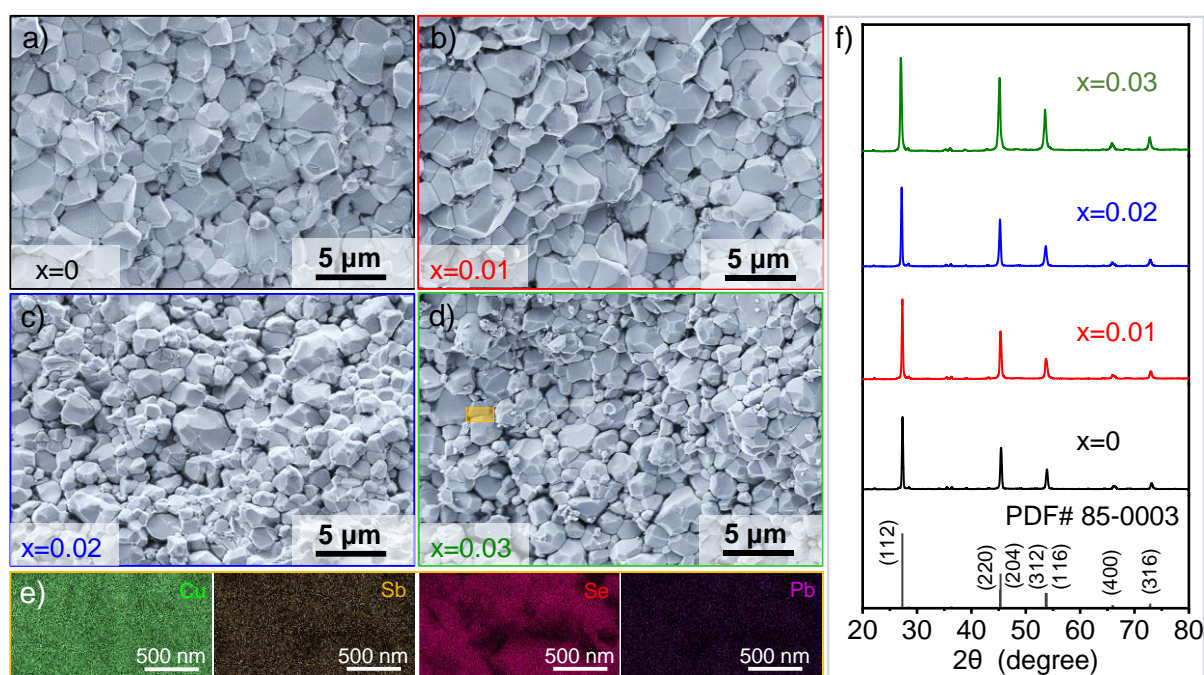 a)
x=0
5 µm
b)
x=0.01
5 µm
c)
x=0.02
5 µm
d)
x=0.03
5 µm
e)
Cu
500 nm
Sb
500 nm
Se
500 nm
Pb
500 nm
f)
x=0.03
x=0.02
x=0.01
x=0
PDF# 85-0003
(112)
(220)
(204)
(312)
(116)
(400)
(316)
20 30 40 50 60 70 80
2θ (degree)